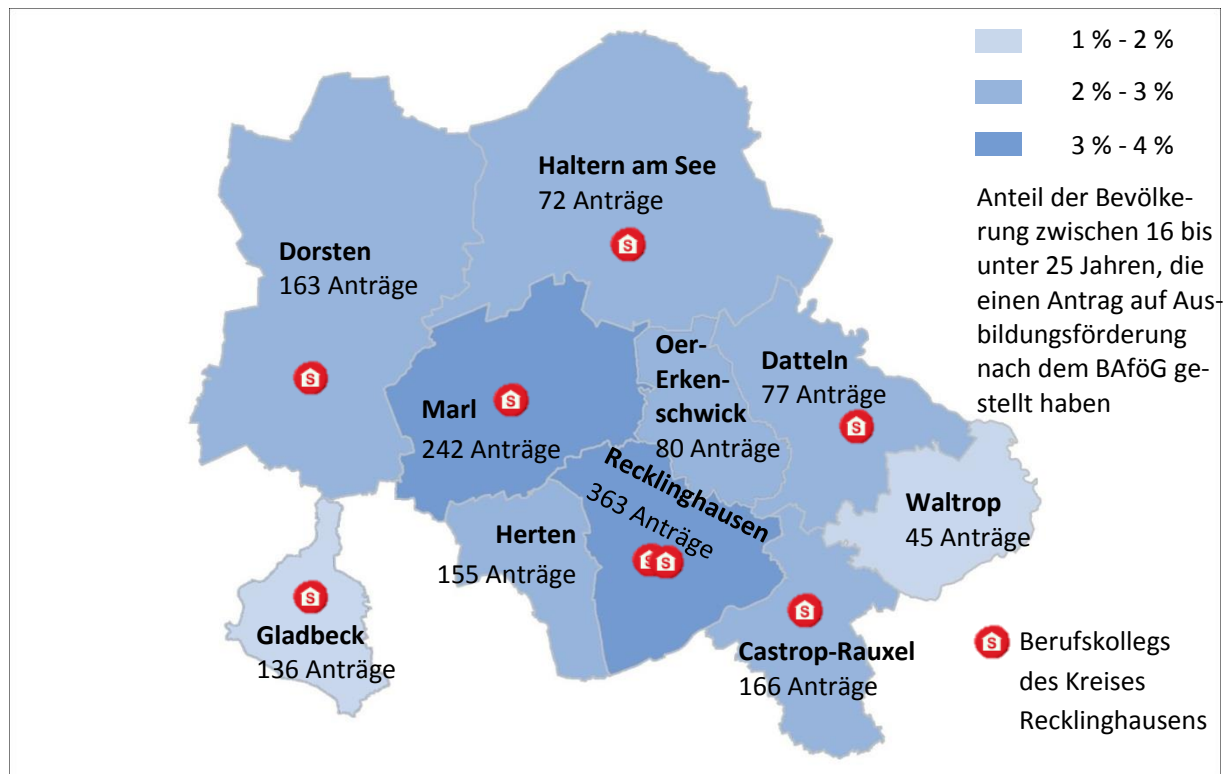 1 % - 2 %
2 % - 3 %
3 % - 4 %
Anteil der Bevölke-
rung zwischen 16 bis
unter 25 Jahren, die
einen Antrag auf Aus-
bildungsförderung
nach dem BAföG ge-
stellt haben
Haltern am See
72 Anträge
S
Dorsten
163 Anträge
S
Oer-
Erken-
schwick
80 Anträge
Datteln
77 Anträge
S
Marl
242 Anträge
S
Recklinghausen
363 Anträge
S
S
Waltrop
45 Anträge
Herten
155 Anträge
S
Gladbeck
136 Anträge
S
Castrop-Rauxel
166 Anträge
S
Berufskollegs
des Kreises
Recklinghausens